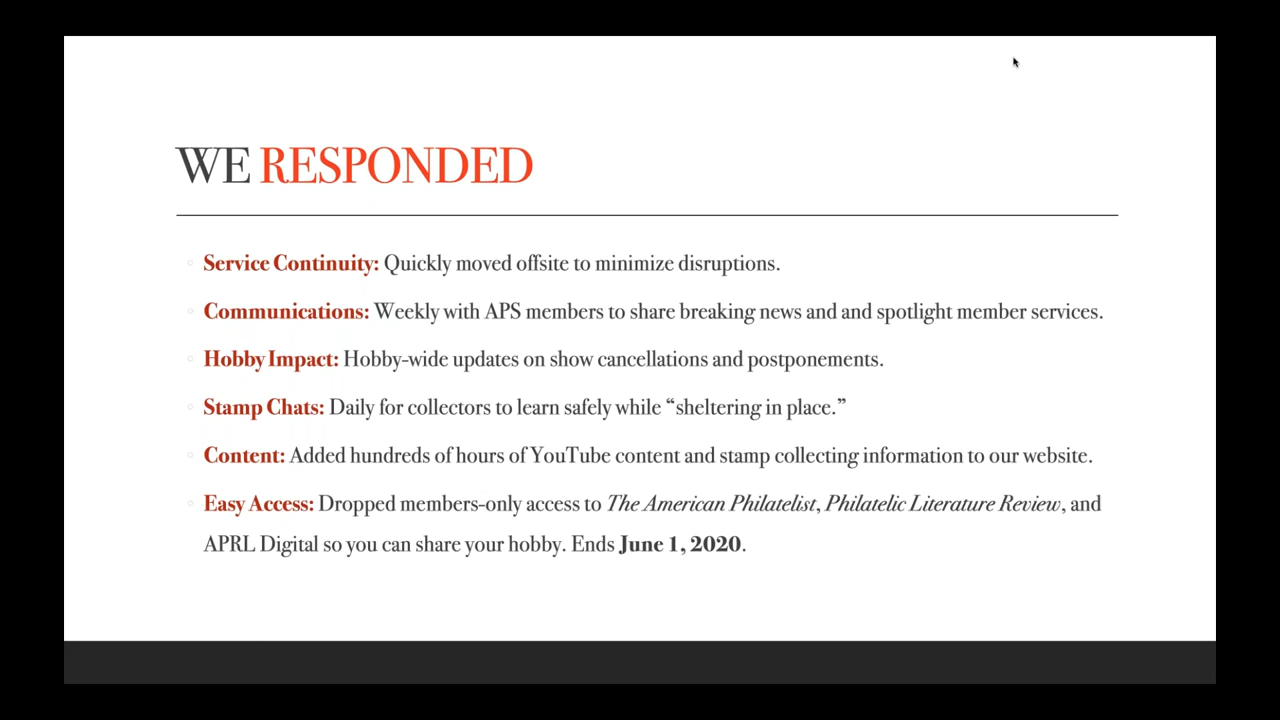 WE RESPONDED
Service Continuity: Quickly moved offsite to minimize disruptions.
Communications: Weekly with APS members to share breaking news and and spotlight member services.
Hobby Impact: Hobby-wide updates on show cancellations and postponements.
Stamp Chats: Daily for collectors to learn safely while “sheltering in place.”
Content: Added hundreds of hours of YouTube content and stamp collecting information to our website.
Easy Access: Dropped members-only access to The American Philatelist, Philatelic Literature Review, and
APRL Digital so you can share your hobby. Ends June 1, 2020.